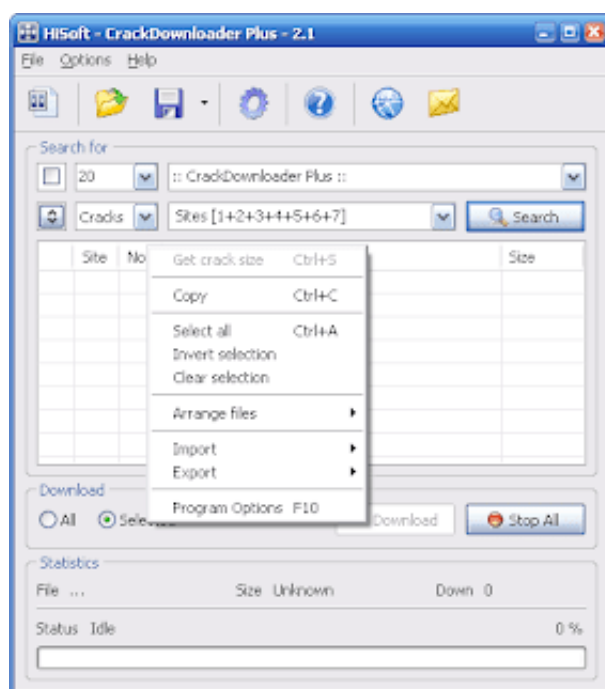 HiSoft - CrackDownloader Plus - 2.1
File Options Help
Search for
20 :: CrackDownloader Plus ::
Cracks Sites [1+2+3+4+5+6+7] Search
Site No Size
Get crack size Ctrl+S
Copy Ctrl+C
Select all Ctrl+A
Invert selection
Clear selection
Arrange files
Import
Export
Program Options F10
Download
All Download Stop All
Statistics
File ... Size Unknown Down 0
Status Idle 0 %